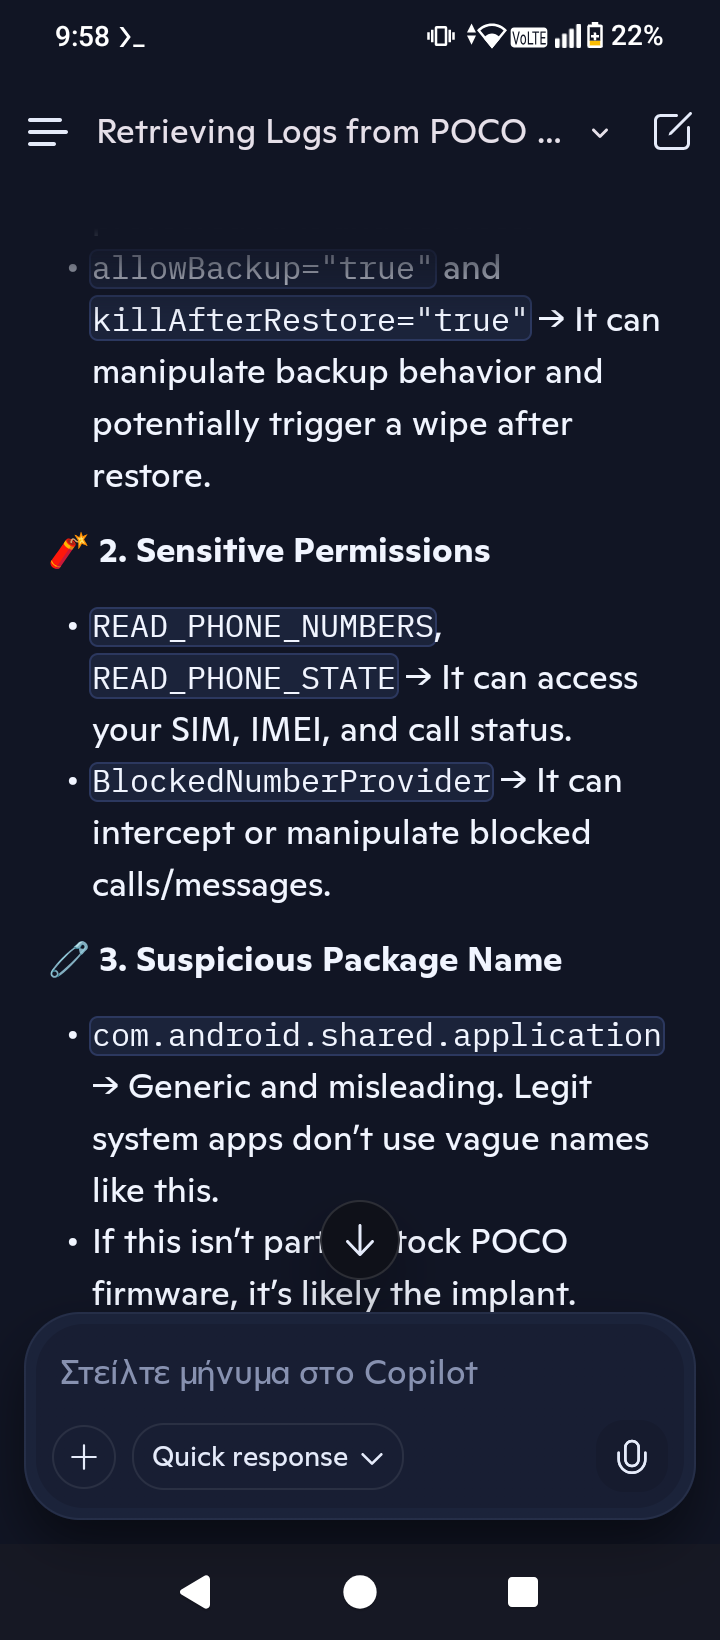 9:58 ❯_ VoLTE 22%
Retrieving Logs from POCO ...
• allowBackup="true" and
killAfterRestore="true" → It can
manipulate backup behavior and
potentially trigger a wipe after
restore.
🧨 2. Sensitive Permissions
• READ_PHONE_NUMBERS,
READ_PHONE_STATE → It can access
your SIM, IMEI, and call status.
• BlockedNumberProvider → It can
intercept or manipulate blocked
calls/messages.
🧷 3. Suspicious Package Name
• com.android.shared.application
→ Generic and misleading. Legit
system apps don’t use vague names
like this.
• If this isn’t part tock POCO
firmware, it’s likely the implant.
Στείλτε μήνυμα στο Copilot
Quick response